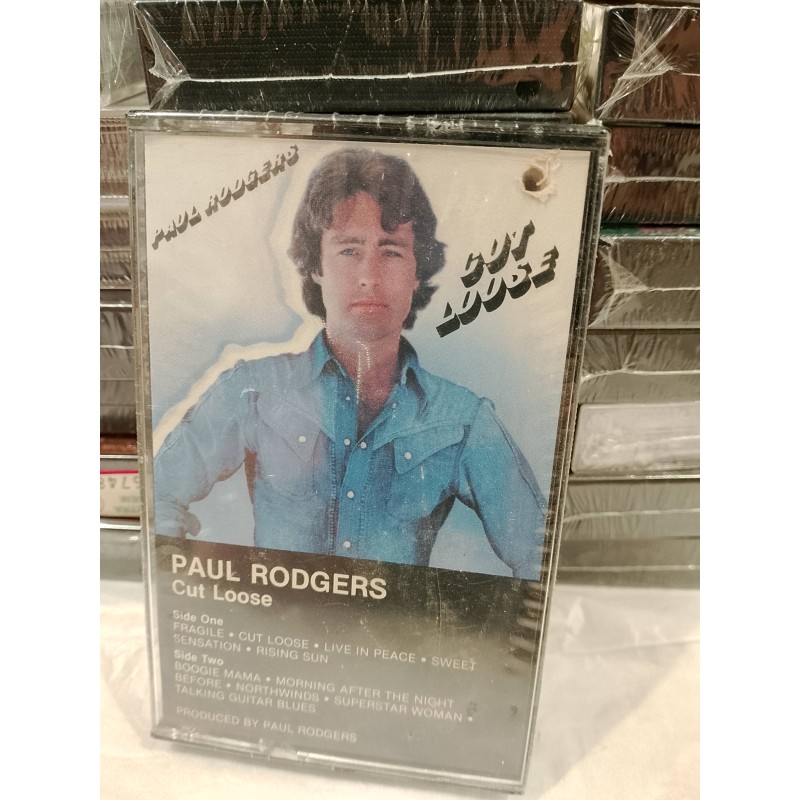 PAUL RODGERS
CUT
LOOSE
PAUL RODGERS
Cut Loose
Side One
FRAGILE • CUT LOOSE • LIVE IN PEACE • SWEET
SENSATION • RISING SUN
Side Two
BOOGIE MAMA • MORNING AFTER THE NIGHT
BEFORE • NORTHWINDS • SUPERSTAR WOMAN •
TALKING GUITAR BLUES
PRODUCED BY PAUL RODGERS